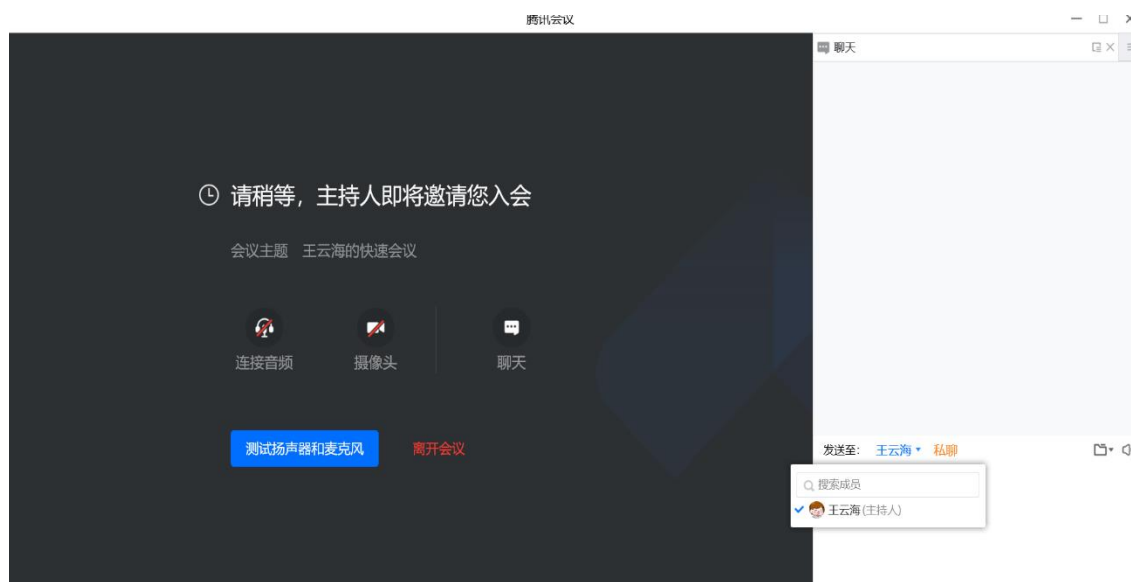 腾讯会议
聊天
请稍等，主持人即将邀请您入会
会议主题 王云海的快速会议
连接音频 摄像头 聊天
测试扬声器和麦克风 离开会议
发送至： 王云海 私聊
搜索成员
王云海(主持人)